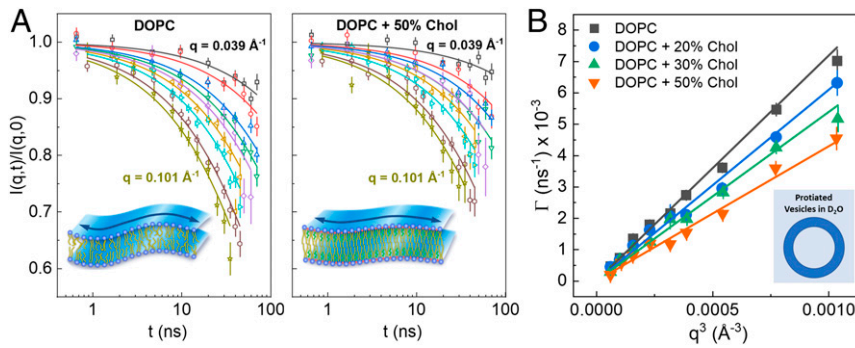 A
DOPC
DOPC + 50% Chol
q = 0.039 Å⁻¹
q = 0.039 Å⁻¹
1.0
0.9
0.8
0.7
0.6
I(q,t)/I(q,0)
q = 0.101 Å⁻¹
q = 0.101 Å⁻¹
1 10 100
1 10 100
t (ns)
t (ns)
B
DOPC
DOPC + 20% Chol
DOPC + 30% Chol
DOPC + 50% Chol
8
7
6
5
4
3
2
1
0
Γ (ns⁻¹) x 10⁻³
Protiated
Vesicles in D₂O
0.0000 0.0005 0.0010
q³ (Å⁻³)